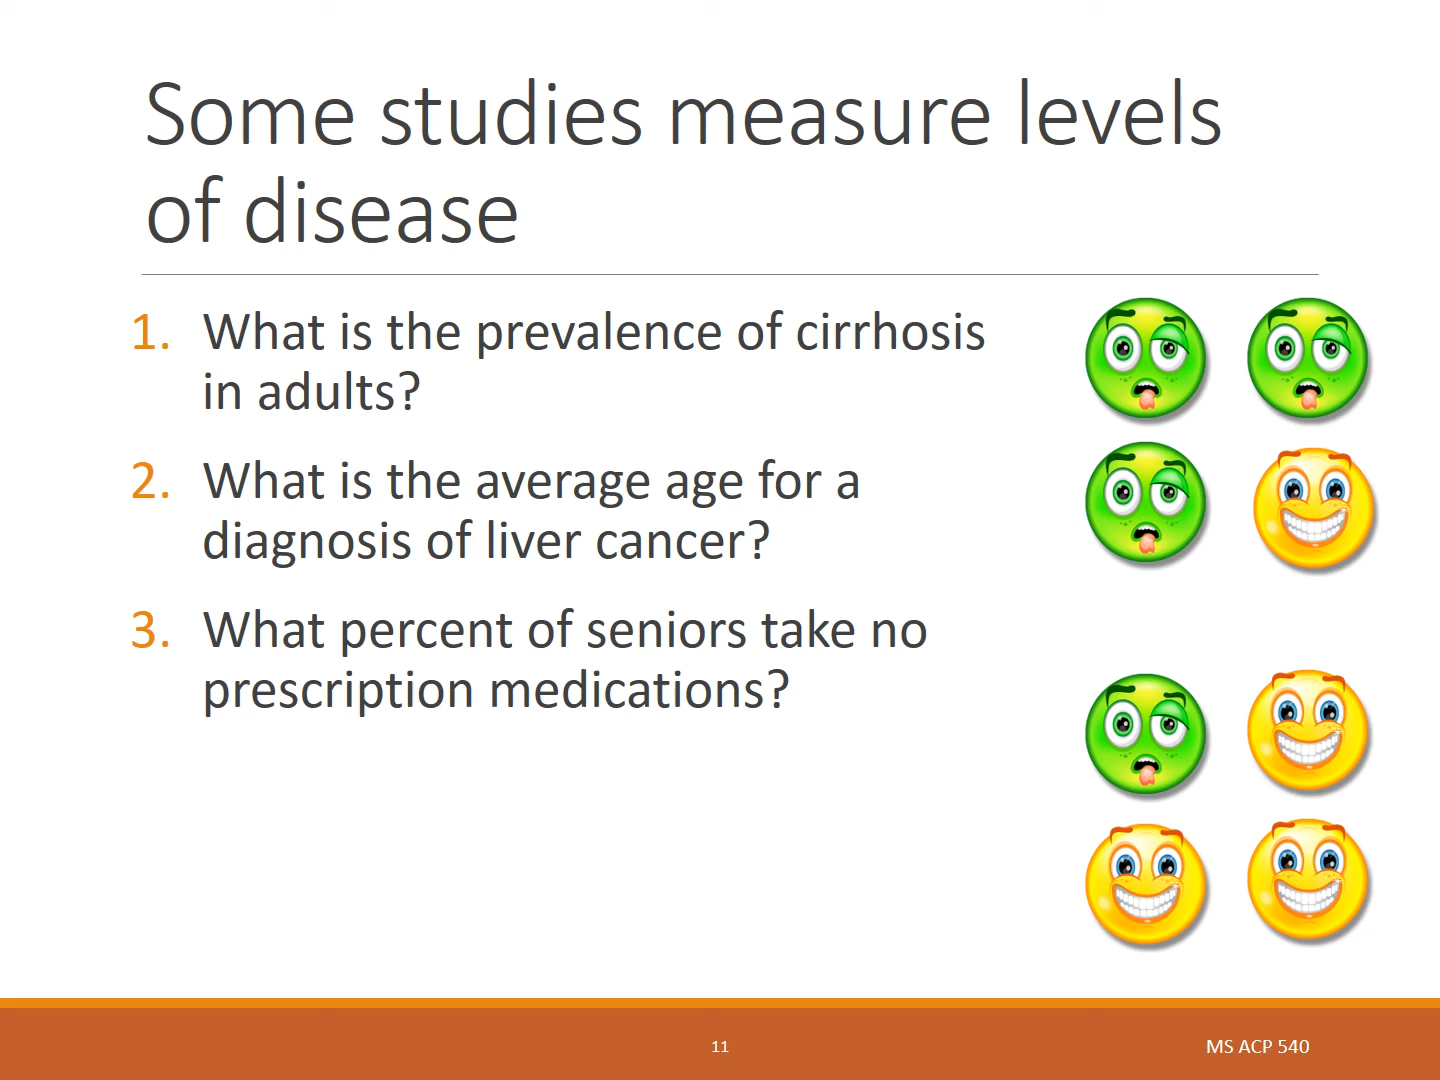 Some studies measure levels
of disease
1. What is the prevalence of cirrhosis
in adults?
2. What is the average age for a
diagnosis of liver cancer?
3. What percent of seniors take no
prescription medications?
11
MS ACP 540